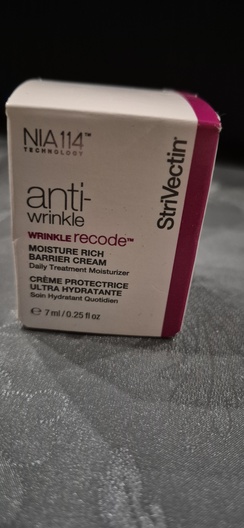 NIA114™
TECHNOLOGY
anti-
wrinkle
WRINKLE recode™
MOISTURE RICH
BARRIER CREAM
Daily Treatment Moisturizer
CRÈME PROTECTRICE
ULTRA HYDRATANTE
Soin Hydratant Quotidien
℮ 7 ml / 0.25 fl oz
StriVectin®